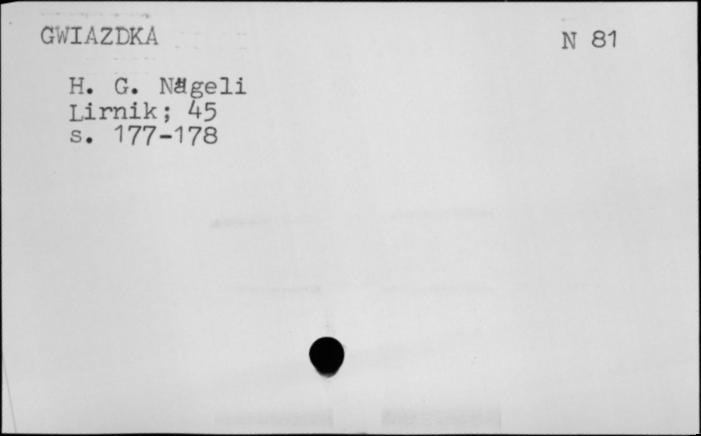 GWIAZDKA
N 81
H. G. Nägeli
Lirnik; 45
s. 177-178